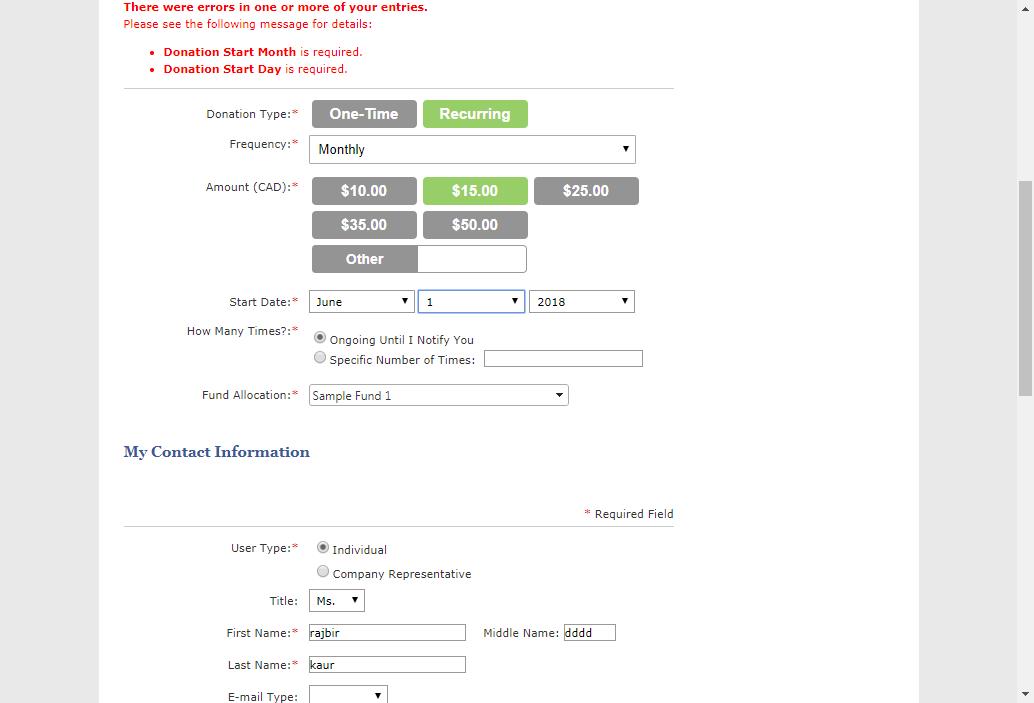 There were errors in one or more of your entries.
Please see the following message for details:
Donation Start Month is required.
Donation Start Day is required.
Donation Type:* One-Time Recurring
Frequency:* Monthly
Amount (CAD):* $10.00 $15.00 $25.00
$35.00 $50.00
Other
Start Date:* June 1 2018
How Many Times?:*
Ongoing Until I Notify You
Specific Number of Times:
Fund Allocation:* Sample Fund 1
My Contact Information
* Required Field
User Type:* Individual
Company Representative
Title: Ms.
First Name:* rajbir Middle Name: dddd
Last Name:* kaur
E-mail Type: